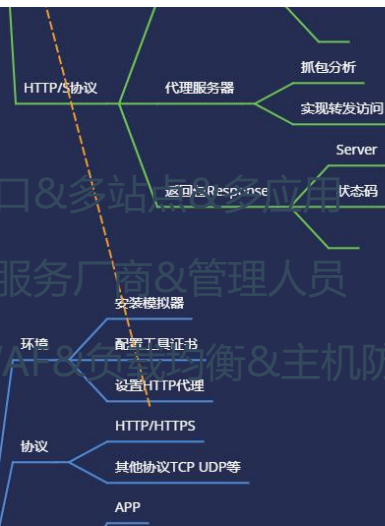 抓包分析
HTTP/S协议
代理服务器
实现转发访问
Server
返回包Response
状态码
口&多站点&多应用
服务厂商&管理人员
安装模拟器
环境
配置工具证书
WAF&负载均衡&主机防
设置HTTP代理
HTTP/HTTPS
协议
其他协议TCP UDP等
APP